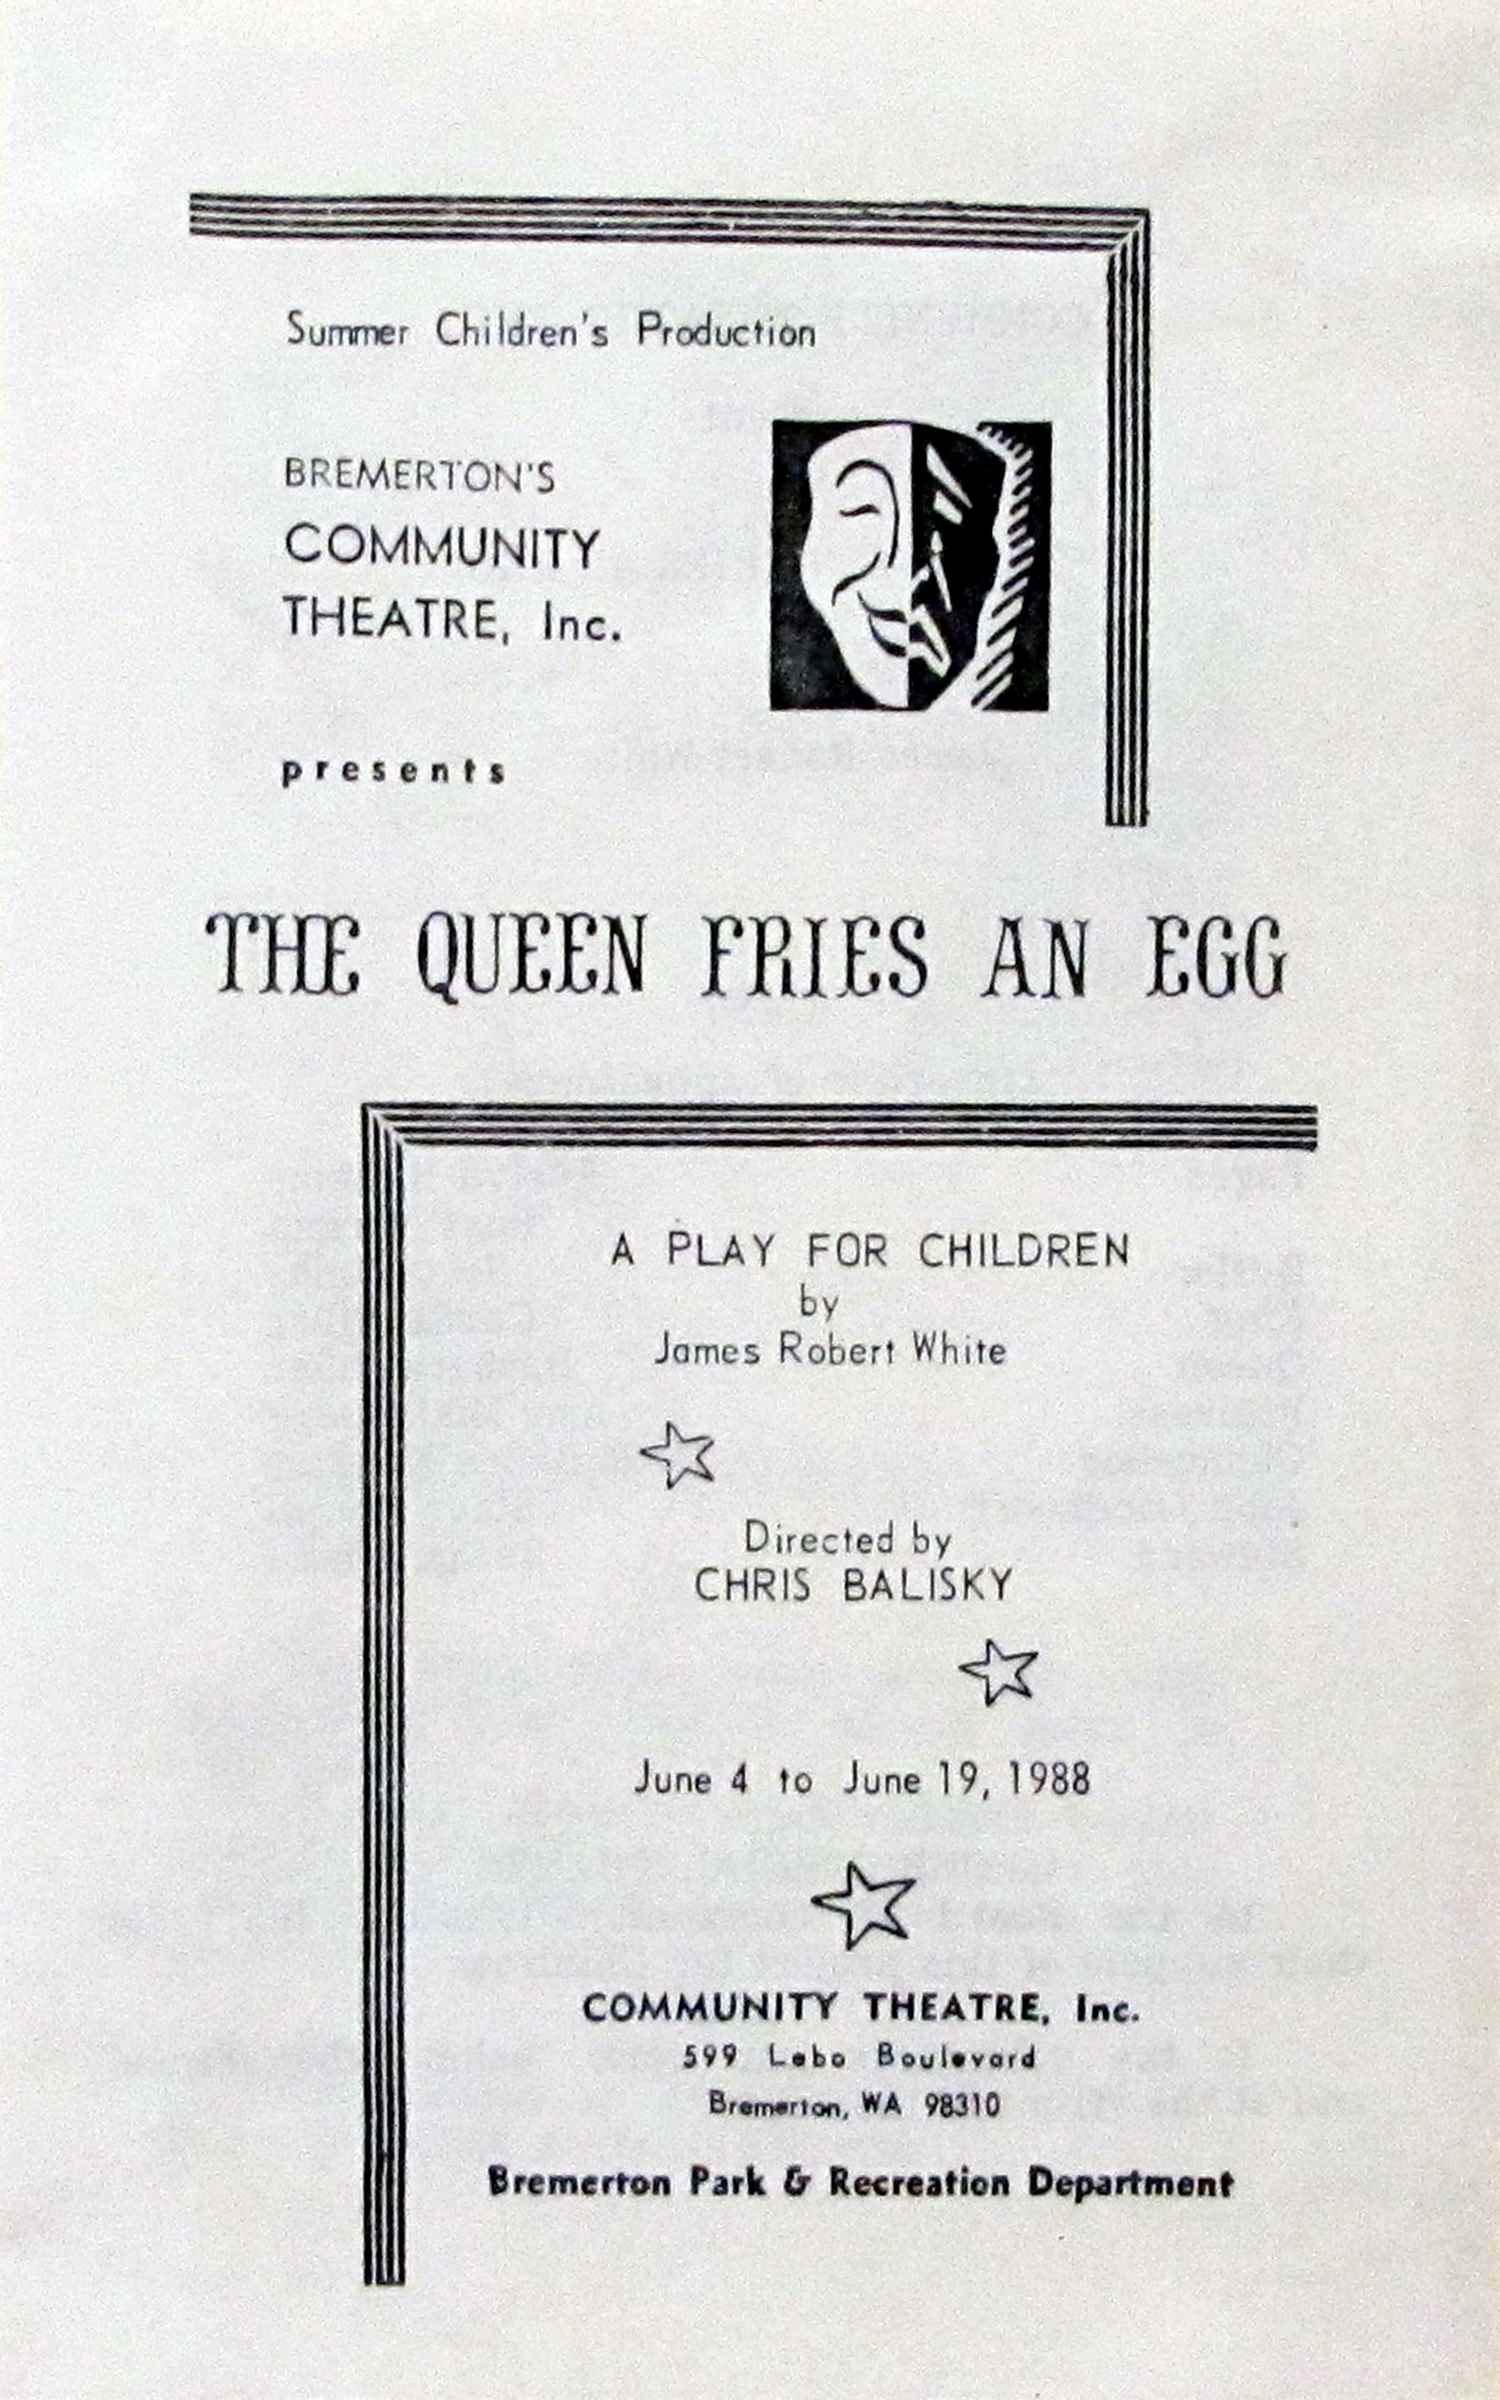 Summer Children's Production
BREMERTON'S
COMMUNITY
THEATRE, Inc.
presents
THE QUEEN FRIES AN EGG
A PLAY FOR CHILDREN
by
James Robert White
Directed by
CHRIS BALISKY
June 4 to June 19, 1988
COMMUNITY THEATRE, Inc.
599 Lebo Boulevard
Bremerton, WA 98310
Bremerton Park & Recreation Department